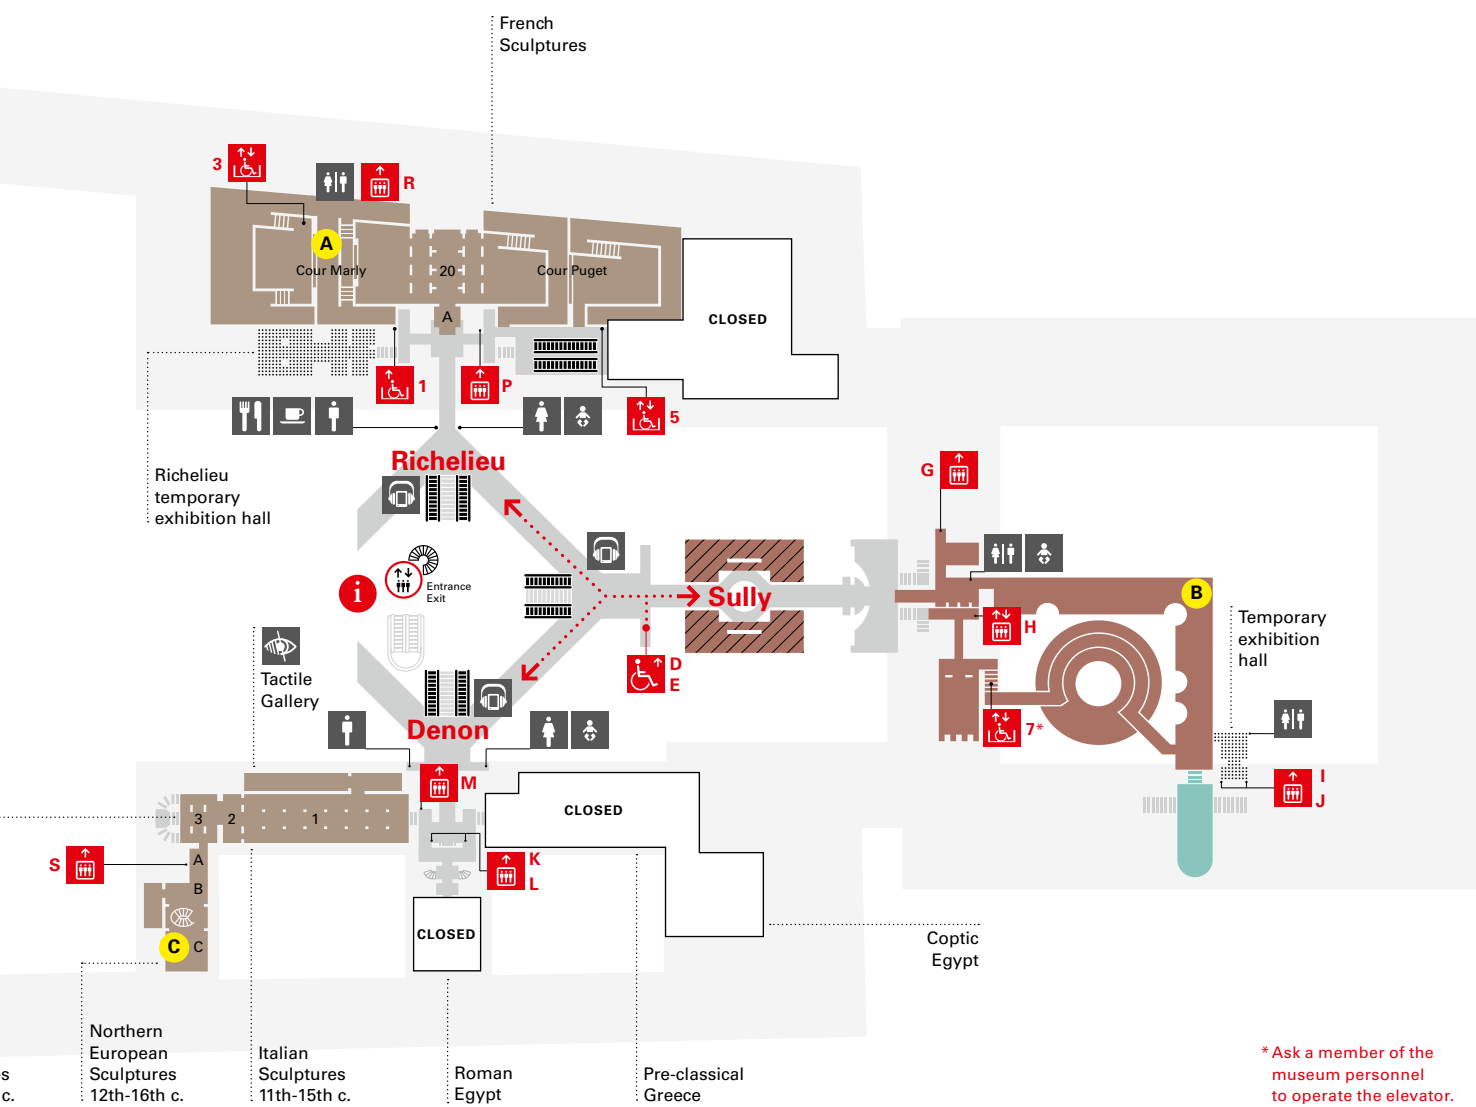 French
Sculptures
3
R
A
Cour Marly
20
Cour Puget
A
CLOSED
1
P
5
Richelieu
Richelieu
temporary
exhibition hall
G
i
Entrance
Exit
Sully
B
H
Temporary
exhibition
hall
D
E
Tactile
Gallery
Denon
7*
I
J
M
CLOSED
3
2
1
S
A
B
K
L
C
C
CLOSED
Coptic
Egypt
Northern
European
Sculptures
12th-16th c.
Italian
Sculptures
11th-15th c.
Roman
Egypt
Pre-classical
Greece
s
c.
* Ask a member of the
museum personnel
to operate the elevator.